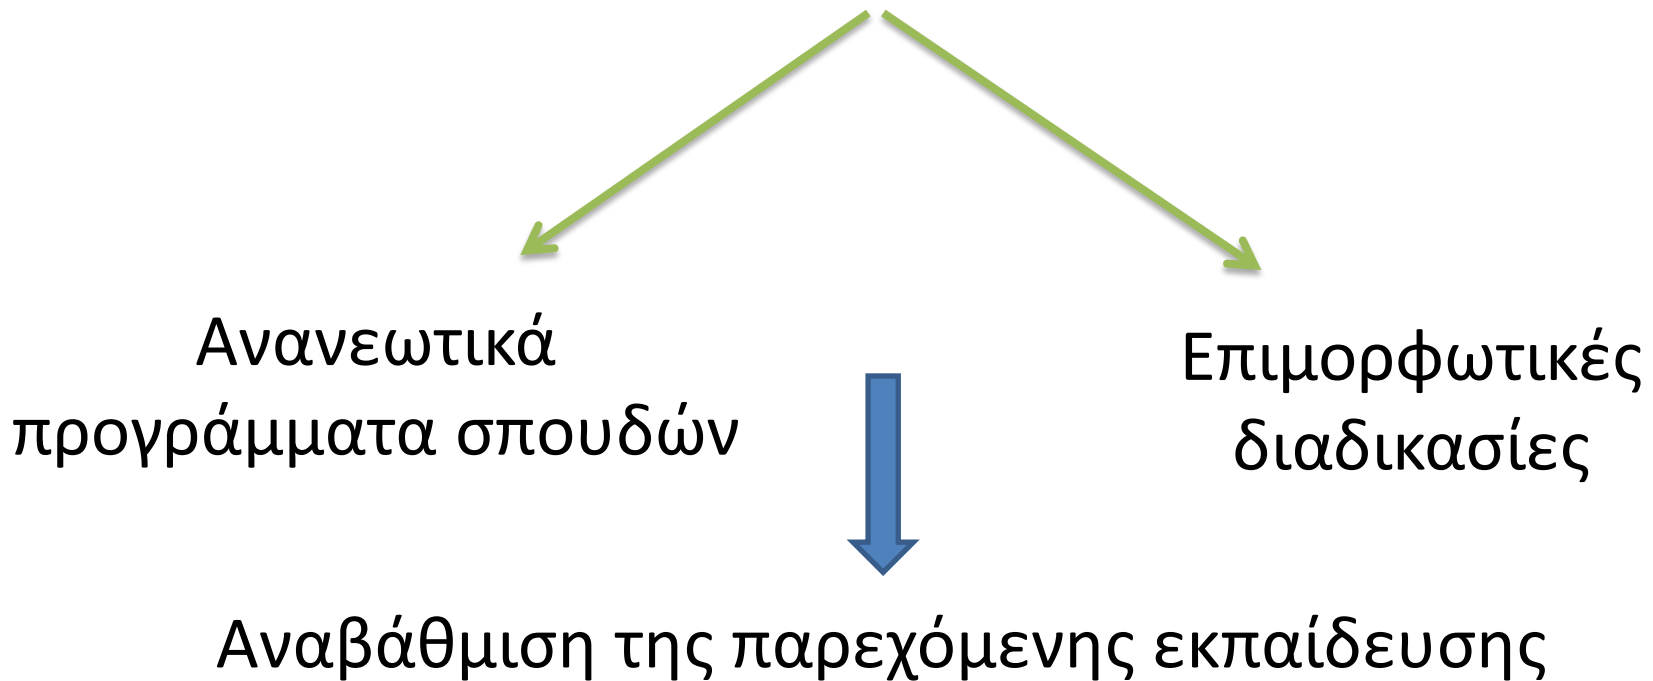 Ανανεωτικά
προγράμματα σπουδών
Επιμορφωτικές
διαδικασίες
Αναβάθμιση της παρεχόμενης εκπαίδευσης